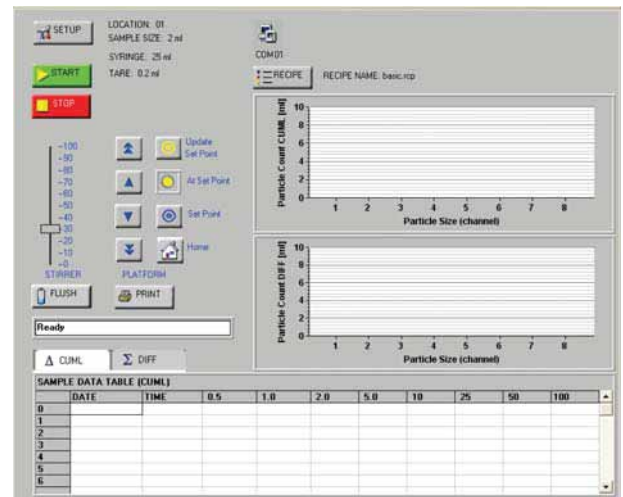 SETUP
LOCATION: 01
SAMPLE SIZE: 2 ml
SYRINGE: 25 ml
TARE: 0.2 ml
COM01
START
RECIPE
RECIPE NAME: basic.rcp
STOP
-100
-90
-80
-70
-60
-50
-40
-30
-20
-10
-0
STIRRER
Update
Set Point
At Set Point
Set Point
Home
PLATFORM
FLUSH
PRINT
Ready
Particle Count CUML [ml]
10
8
6
4
2
0
1 2 3 4 5 6 7 8
Particle Size (channel)
Particle Count DIFF [ml]
10
8
6
4
2
0
1 2 3 4 5 6 7 8
Particle Size (channel)
Δ CUML
Σ DIFF
SAMPLE DATA TABLE (CUML)
DATE TIME 0.5 1.0 2.0 5.0 10 25 50 100
0
1
2
3
4
5
6